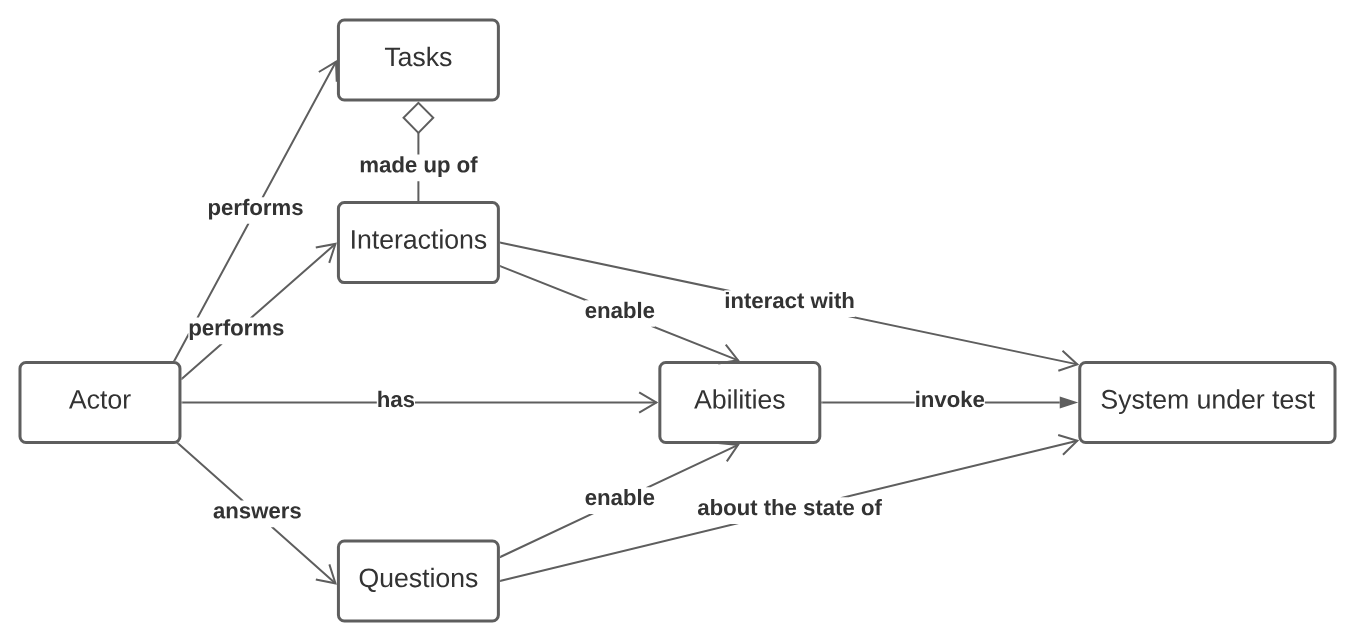 Tasks
made up of
performs
Interactions
interact with
enable
performs
Actor
has
Abilities
invoke
System under test
enable
about the state of
answers
Questions